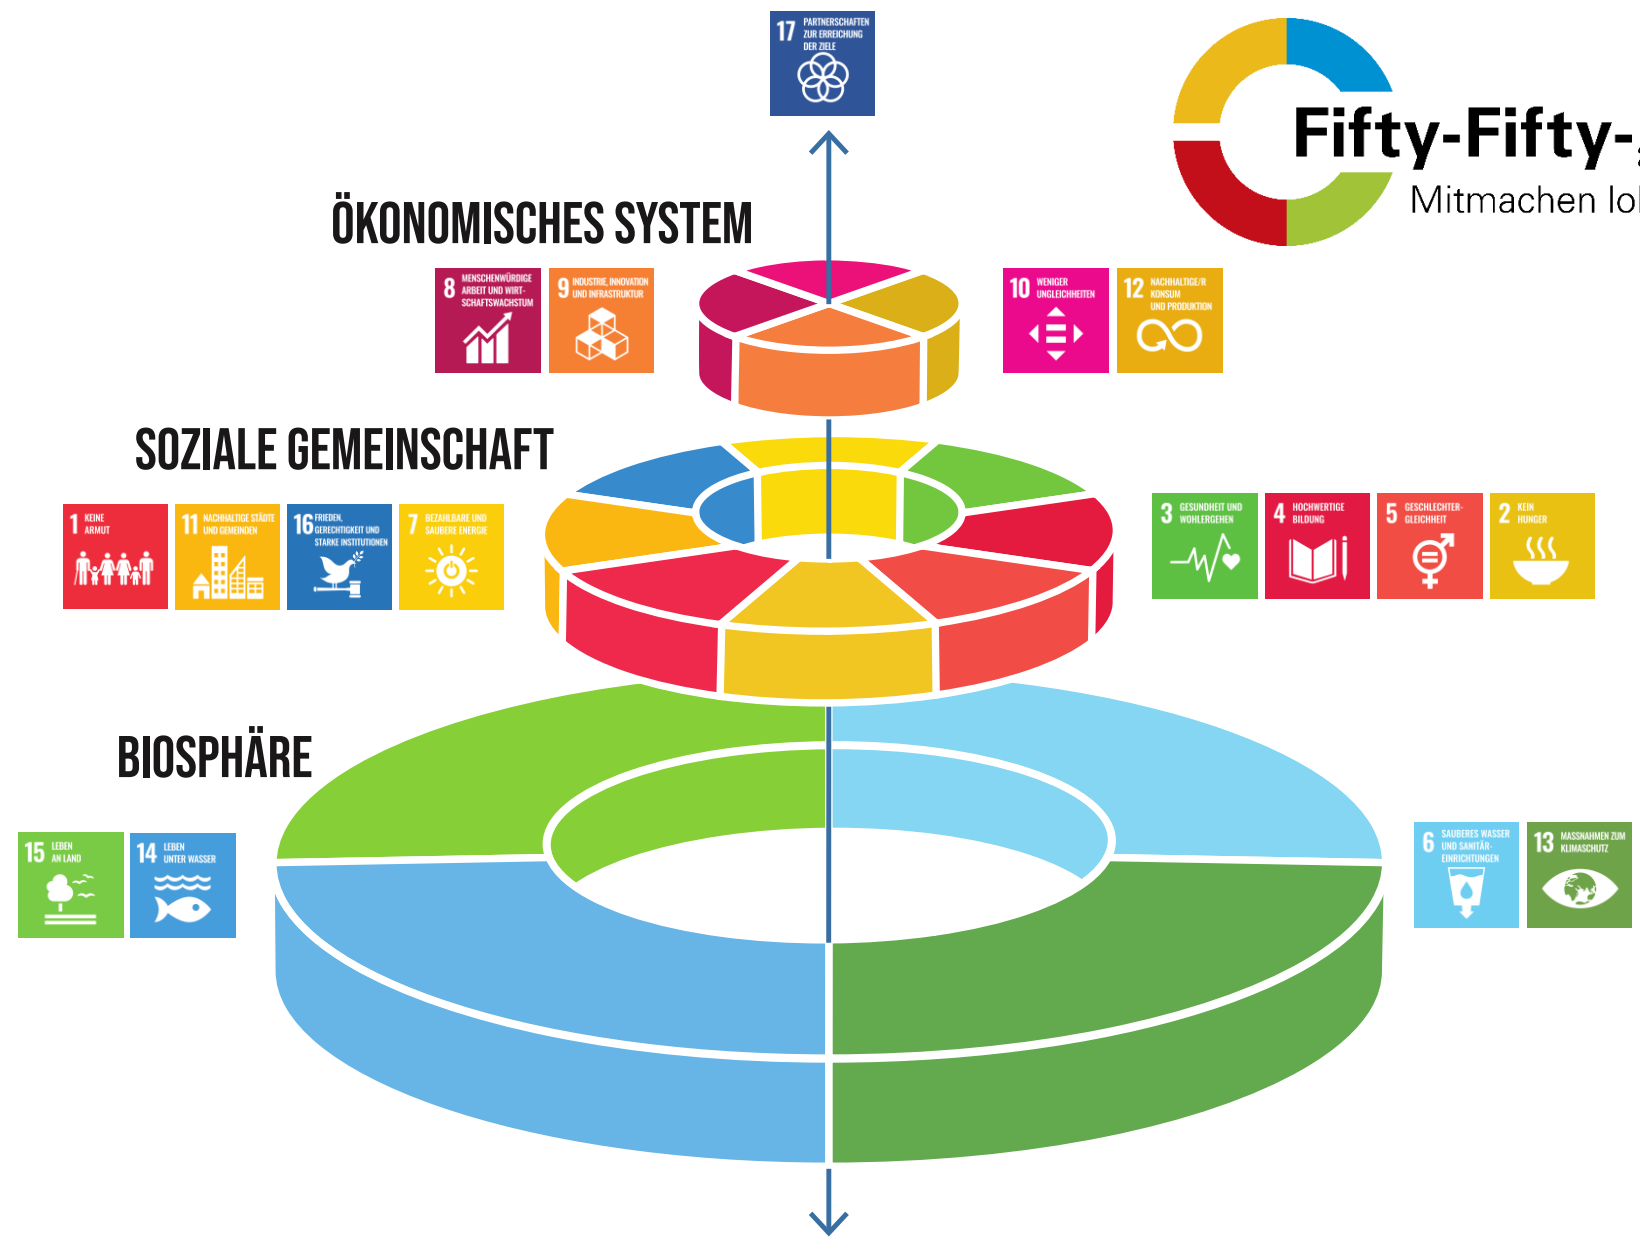 17 PARTNERSCHAFTEN
ZUR ERREICHUNG
DER ZIELE
Fifty-Fifty-
Mitmachen
ÖKONOMISCHES SYSTEM
8 MENSCHENWÜRDIGE
ARBEIT UND WIRT-
SCHAFTSWACHSTUM
9 INDUSTRIE, INNOVATION
UND INFRASTRUKTUR
10 WENIGER
UNGLEICHHEITEN
12 NACHHALTIGE/R
KONSUM
UND PRODUKTION
SOZIALE GEMEINSCHAFT
1 KEINE
ARMUT
11 NACHHALTIGE STÄDTE
UND GEMEINDEN
16 FRIEDEN,
GERECHTIGKEIT UND
STARKE INSTITUTIONEN
7 BEZAHLBARE UND
SAUBERE ENERGIE
3 GESUNDHEIT UND
WOHLERGEHEN
4 HOCHWERTIGE
BILDUNG
5 GESCHLECHTER-
GLEICHHEIT
2 KEIN
HUNGER
BIOSPHÄRE
15 LEBEN
AN LAND
14 LEBEN
UNTER WASSER
6 SAUBERES WASSER
UND SANITÄR-
EINRICHTUNGEN
13 MASSNAHMEN ZUM
KLIMASCHUTZ